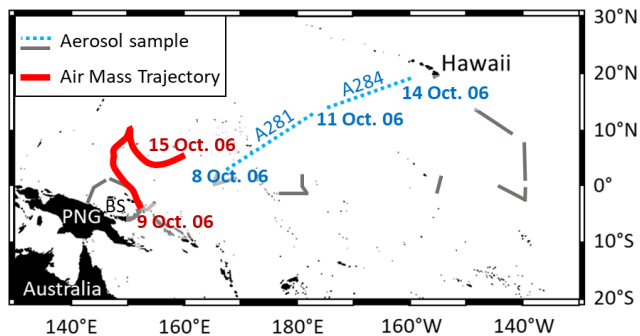 Aerosol sample
Air Mass Trajectory
Hawaii
A284
A281
14 Oct. 06
11 Oct. 06
15 Oct. 06
8 Oct. 06
BS
PNG
9 Oct. 06
Australia
30°N
20°N
10°N
0°
10°S
20°S
140°E
160°E
180°E
160°W
140°W